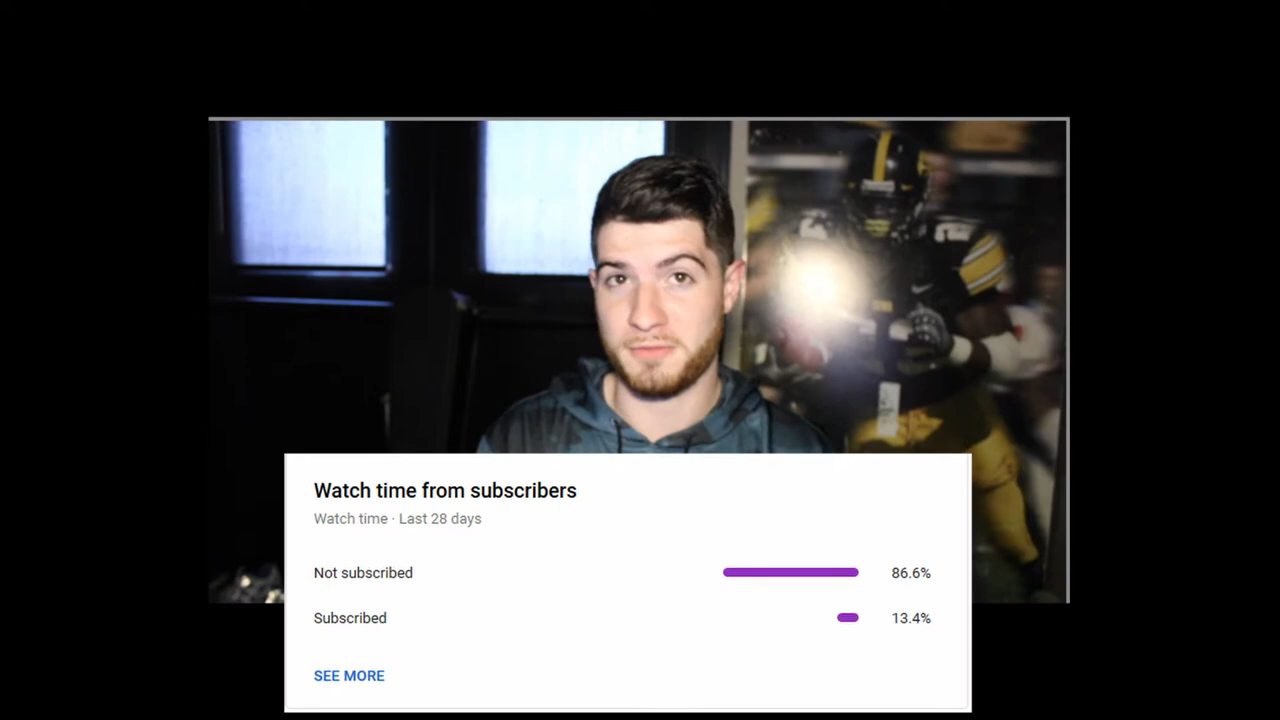 Watch time from subscribers
Watch time · Last 28 days
Not subscribed 86.6%
Subscribed 13.4%
SEE MORE